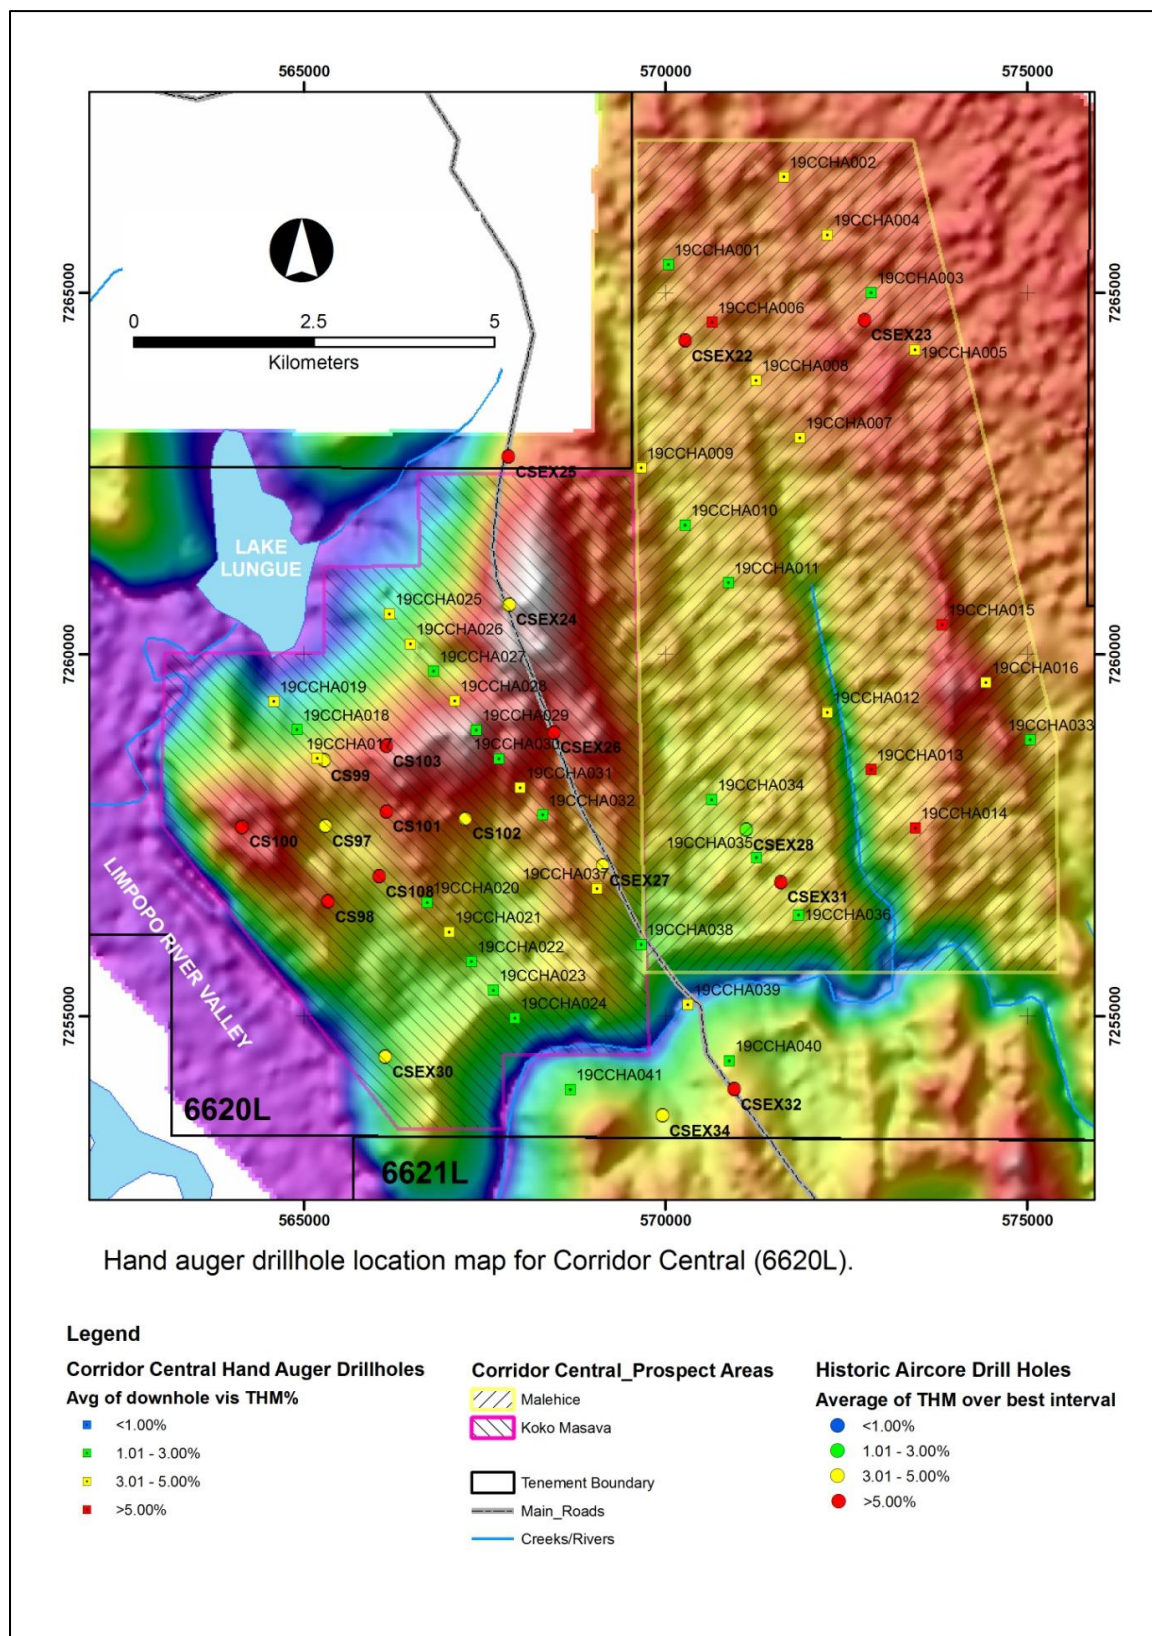 565000
570000
575000
19CCHA002
19CCHA004
19CCHA001
19CCHA003
7265000
7265000
0
2.5
5
Kilometers
19CCHA006
CSEX23
CSEX22
19CCHA005
19CCHA008
19CCHA007
19CCHA009
CSEX25
19CCHA010
LAKE
LUNGUE
19CCHA011
19CCHA025
CSEX24
19CCHA015
19CCHA026
7260000
7260000
19CCHA027
19CCHA016
19CCHA019
19CCHA028
19CCHA012
19CCHA018
19CCHA029
19CCHA033
CSEX26
19CCHA017
CS103
19CCHA030
19CCHA013
CS99
19CCHA031
19CCHA034
19CCHA032
CS101
CS102
19CCHA014
CS100
CS97
CSEX28
19CCHA035
19CCHA037
CSEX27
CS108
19CCHA020
CSEX31
CS98
19CCHA036
19CCHA021
19CCHA038
19CCHA022
LIMPOPO RIVER VALLEY
19CCHA023
19CCHA039
19CCHA024
7255000
7255000
19CCHA040
CSEX30
19CCHA041
CSEX32
6620L
CSEX34
6621L
565000
570000
575000
Hand auger drillhole location map for Corridor Central (6620L).
Legend
Corridor Central Hand Auger Drillholes
Avg of downhole vis THM%
<1.00%
1.01 - 3.00%
3.01 - 5.00%
>5.00%
Corridor Central_Prospect Areas
Malehice
Koko Masava
Tenement Boundary
Main_Roads
Creeks/Rivers
Historic Aircore Drill Holes
Average of THM over best interval
<1.00%
1.01 - 3.00%
3.01 - 5.00%
>5.00%